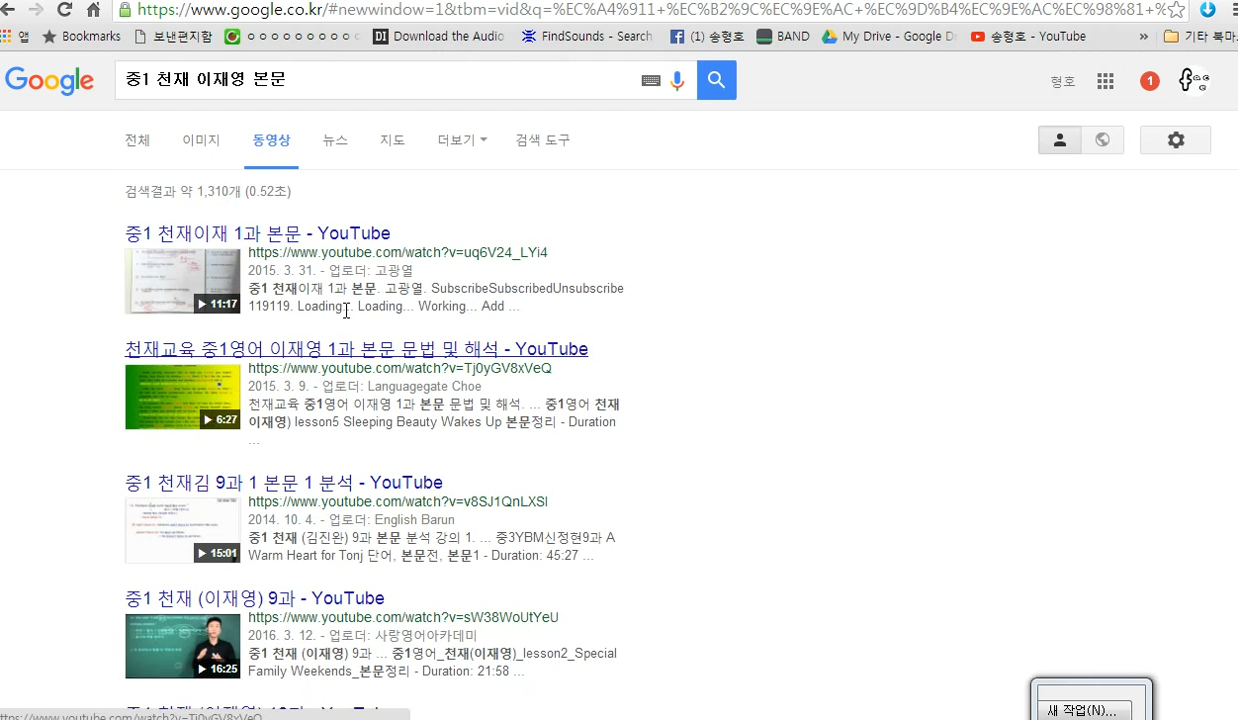 https://www.google.co.kr/#newwindow=1&tbm=vid&q=%EC%A4%911+%EC%B2%9C%EC%9E%AC+%EC%9D%B4%EC%9E%AC%EC%98%81+%
앱 Bookmarks 보낸편지함 Download the Audio FindSounds - Search (1) 송형호 BAND My Drive - Google D 송형호 - YouTube » 기타 북마
Google 중1 천재 이재영 본문 형호 1
전체 이미지 동영상 뉴스 지도 더보기 검색 도구
검색결과 약 1,310개 (0.52초)
중1 천재이재 1과 본문 - YouTube
https://www.youtube.com/watch?v=uq6V24_LYi4
2015. 3. 31. - 업로더: 고광열
중1 천재이재 1과 본문. 고광열. SubscribeSubscribedUnsubscribe
119119. Loading... Loading... Working... Add ...
11:17
천재교육 중1영어 이재영 1과 본문 문법 및 해석 - YouTube
https://www.youtube.com/watch?v=Tj0yGV8xVeQ
2015. 3. 9. - 업로더: Languagegate Choe
천재교육 중1영어 이재영 1과 본문 문법 및 해석. ... 중1영어 천재
이재영) lesson5 Sleeping Beauty Wakes Up 본문정리 - Duration
...
6:27
중1 천재김 9과 1 본문 1 분석 - YouTube
https://www.youtube.com/watch?v=v8SJ1QnLXSI
2014. 10. 4. - 업로더: English Barun
중1 천재 (김진완) 9과 본문 분석 강의 1. ... 중3YBM신정현9과 A
Warm Heart for Tonj 단어, 본문전, 본문1 - Duration: 45:27 ...
15:01
중1 천재 (이재영) 9과 - YouTube
https://www.youtube.com/watch?v=sW38WoUtYeU
2016. 3. 12. - 업로더: 사랑영어아카데미
중1 천재 (이재영) 9과 ... 중1영어_천재(이재영)_lesson2_Special
Family Weekends_본문정리 - Duration: 21:58 ...
16:25
새 작업(N)...
https://www.youtube.com/watch?v=Tj0yGV8xVeQ